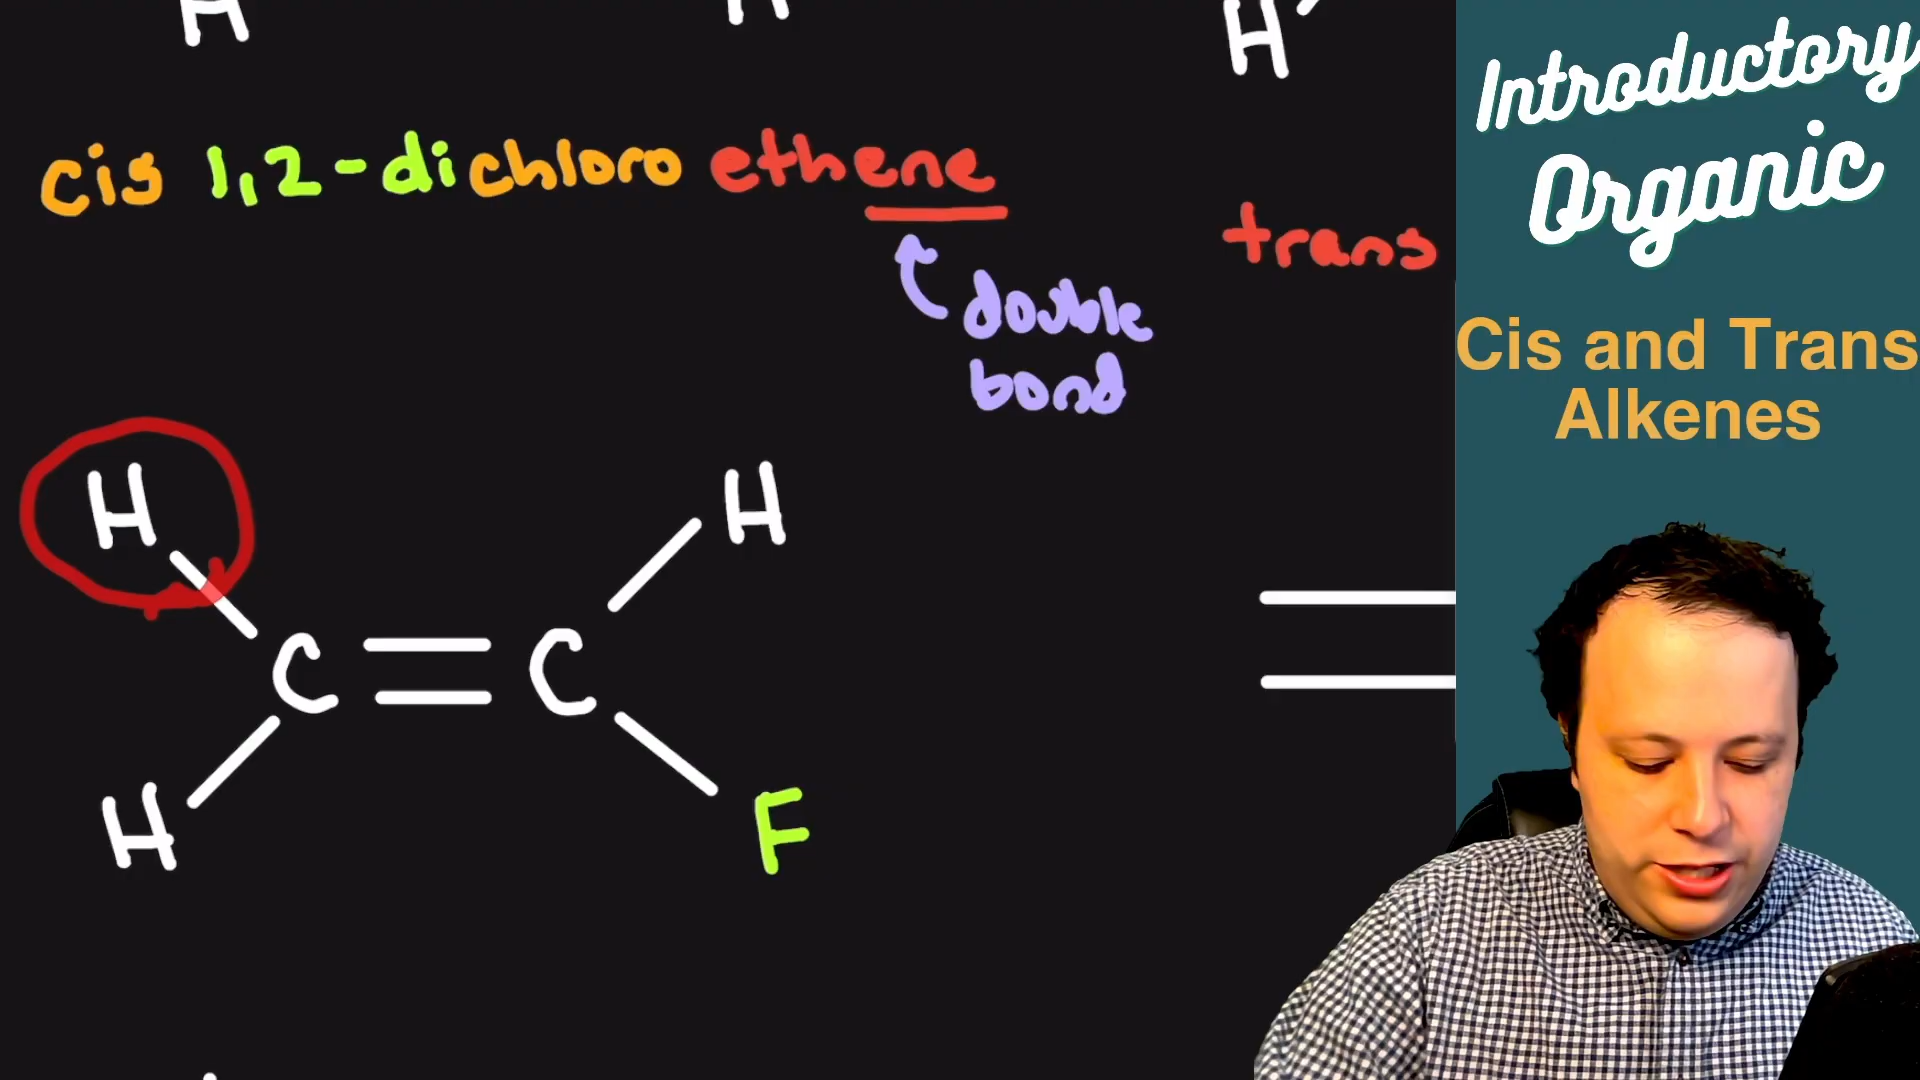 H H H
cis 1,2-dichloro ethene
trans
double
bond
H H
C C
H F
Introductory
Organic
Cis and Trans
Alkenes